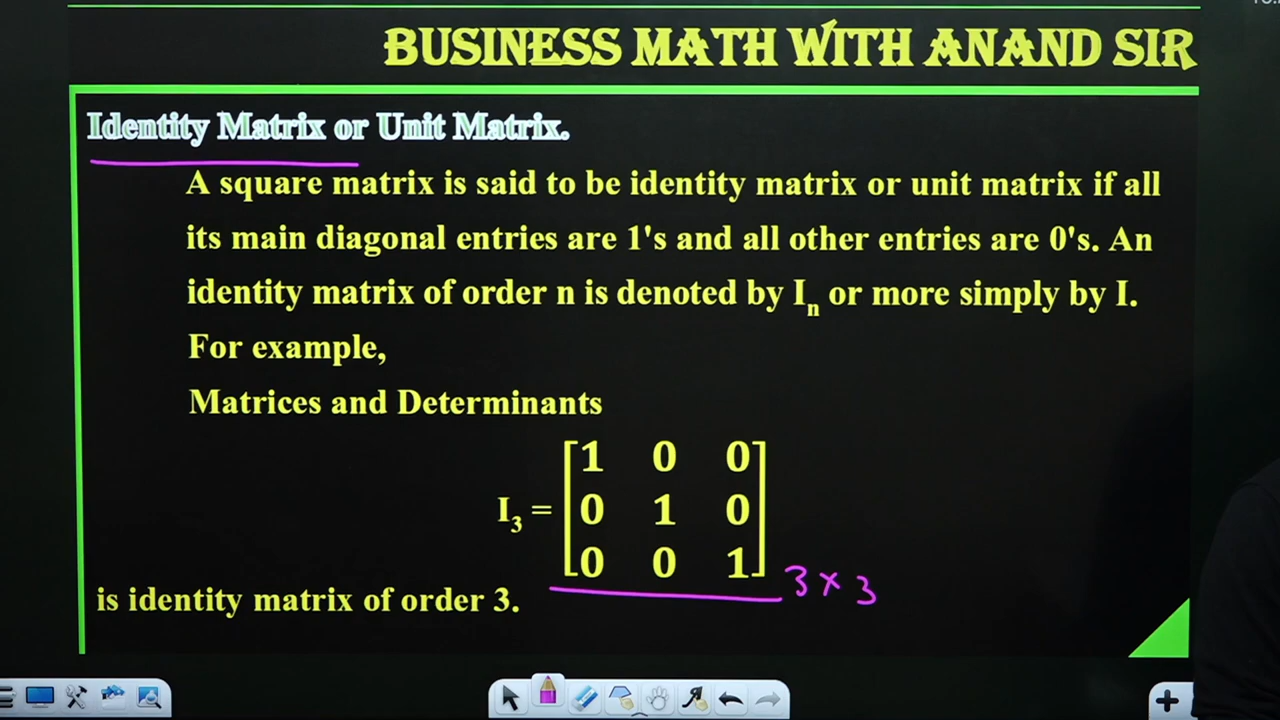 BUSINESS MATH WITH ANAND SIR
Identity Matrix or Unit Matrix.
A square matrix is said to be identity matrix or unit matrix if all
its main diagonal entries are 1's and all other entries are 0's. An
identity matrix of order n is denoted by Iₙ or more simply by I.
For example,
Matrices and Determinants
I₃ = [1 0 0
0 1 0
0 0 1] 3 × 3
is identity matrix of order 3.